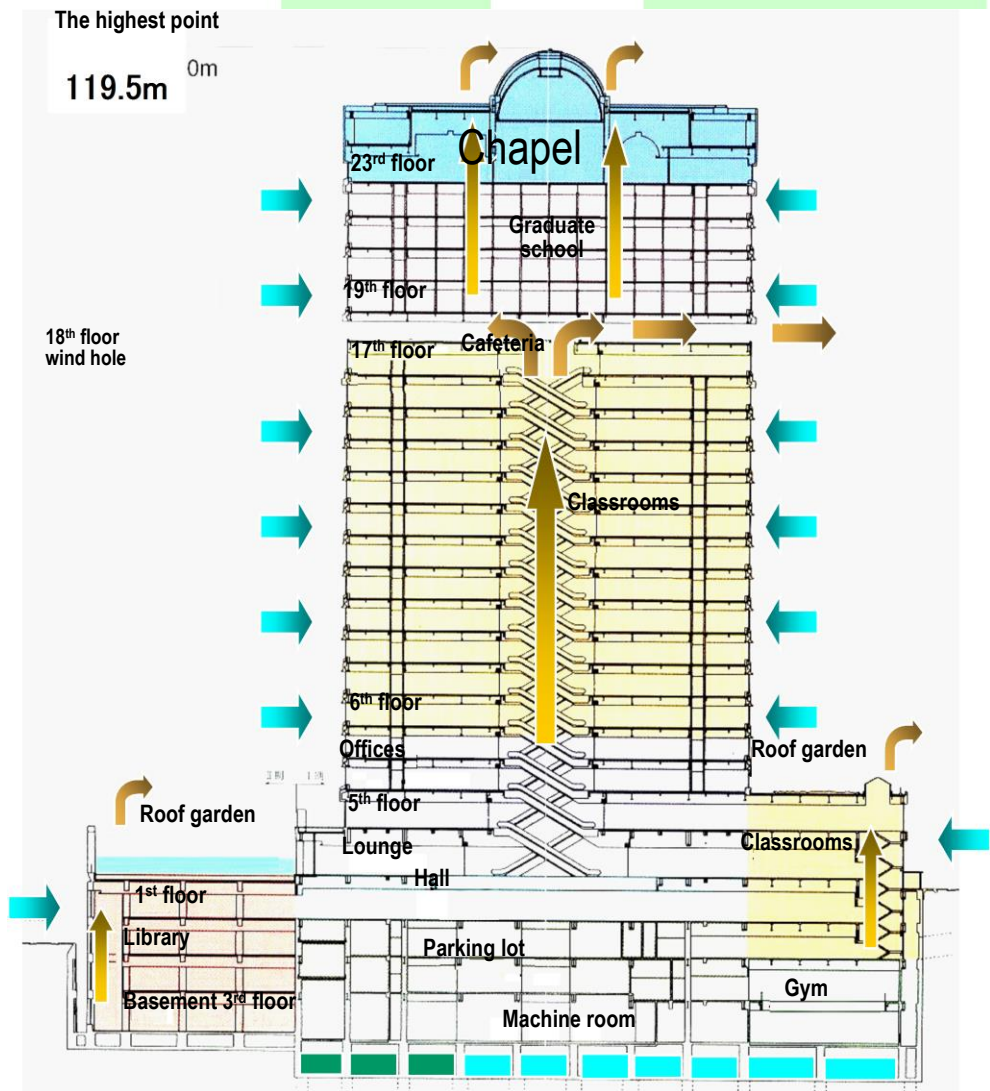 The highest point
0m
119.5m
Chapel
23rd floor
Graduate
school
19th floor
18th floor
wind hole
Cafeteria
17th floor
Classrooms
6th floor
Offices
Roof garden
5th floor
Roof garden
Lounge
Classrooms
Hall
1st floor
Library
Parking lot
Basement 3rd floor
Gym
Machine room